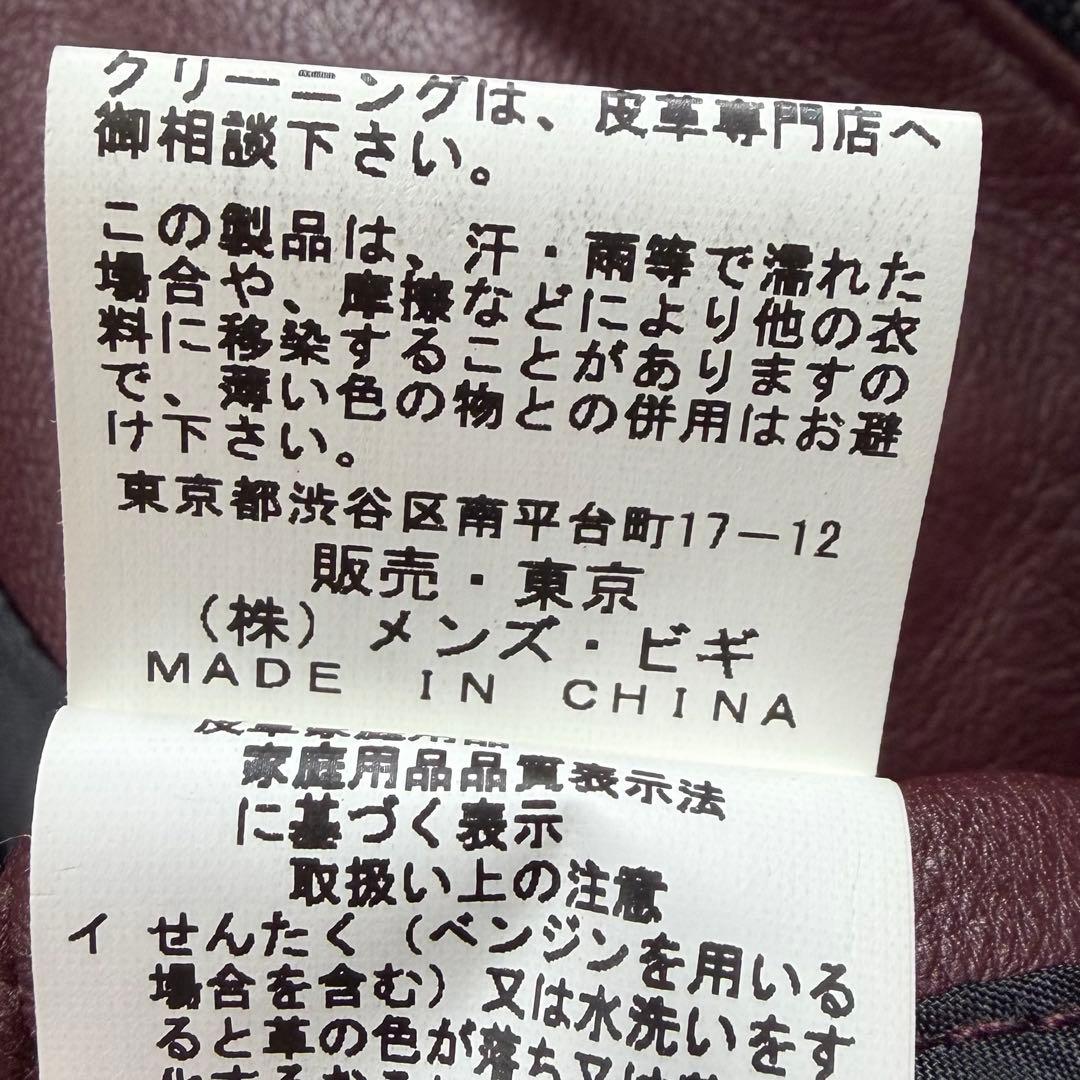 クリーニングは、皮革専門店へ
御相談下さい。
この製品は、汗・雨等で濡れた
場合や、摩擦などにより他の衣
料に移染することがありますの
で、薄い色の物との併用はお避
け下さい。
東京都渋谷区南平台町17−12
販売・東京
（株）メンズ・ビギ
MADE IN CHINA
家庭用品品質表示法
に基づく表示
取扱い上の注意
イ せんたく（ベンジンを用いる
場合を含む）又は水洗いをす
ると革の色が落ち又は